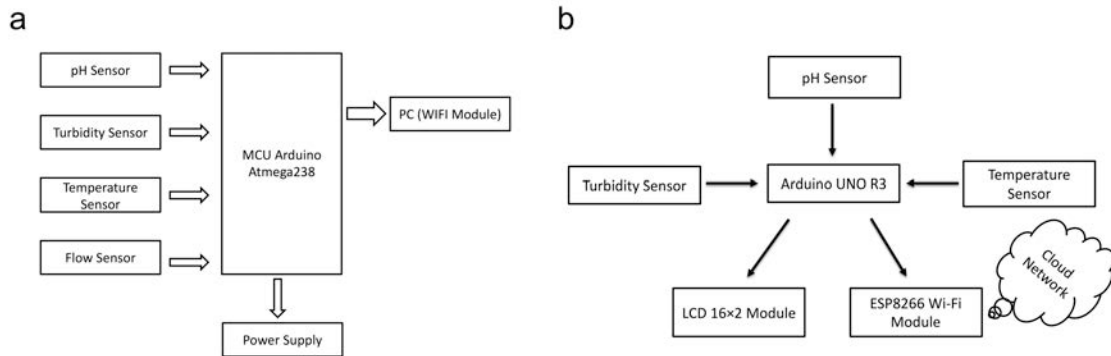 a
pH Sensor
Turbidity Sensor
Temperature
Sensor
Flow Sensor
MCU Arduino
Atmega238
PC (WIFI Module)
Power Supply
b
pH Sensor
Turbidity Sensor
Arduino UNO R3
Temperature
Sensor
Cloud
Network
LCD 16×2 Module
ESP8266 Wi-Fi
Module